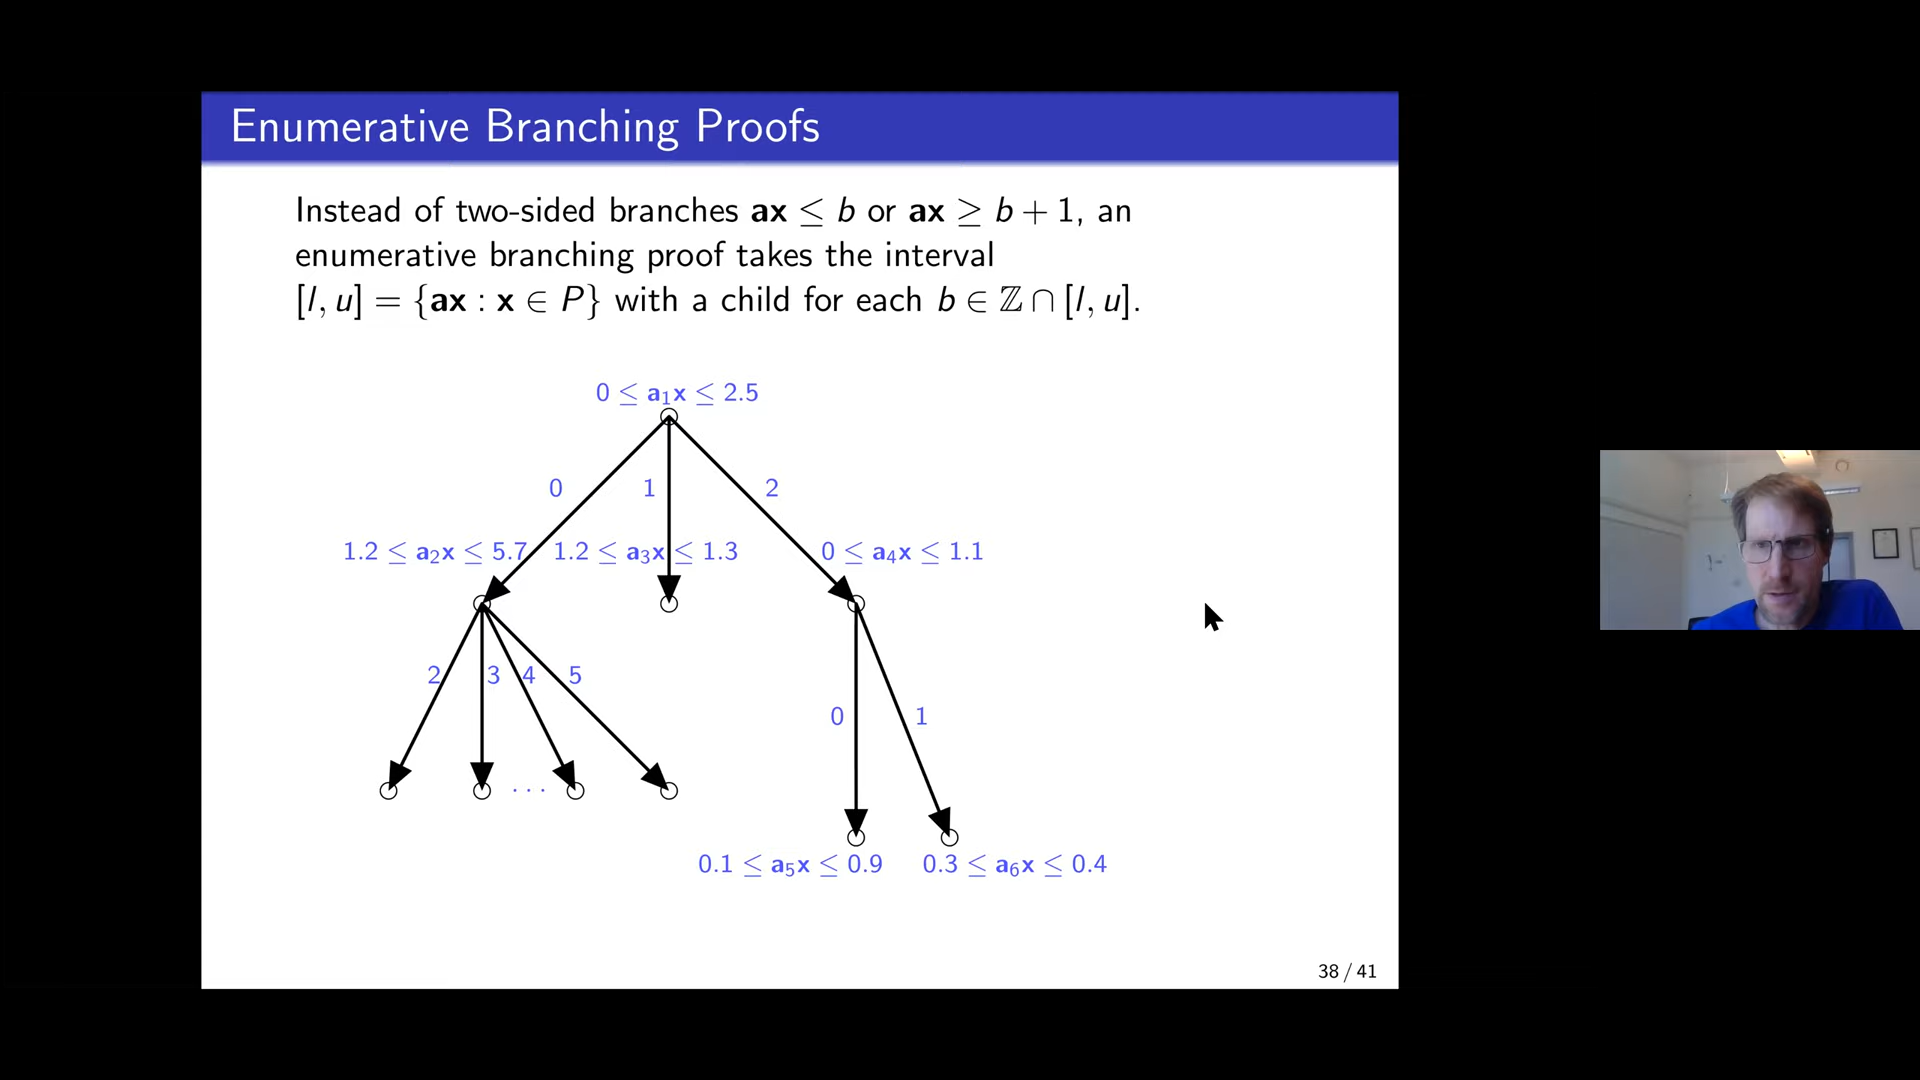 Enumerative Branching Proofs
Instead of two-sided branches ax ≤ b or ax ≥ b + 1, an
enumerative branching proof takes the interval
[l, u] = {ax : x ∈ P} with a child for each b ∈ ℤ ∩ [l, u].
0 ≤ a₁x ≤ 2.5
0 1 2
1.2 ≤ a₂x ≤ 5.7 1.2 ≤ a₃x ≤ 1.3 0 ≤ a₄x ≤ 1.1
2 3 4 5
0 1
...
0.1 ≤ a₅x ≤ 0.9 0.3 ≤ a₆x ≤ 0.4
38 / 41